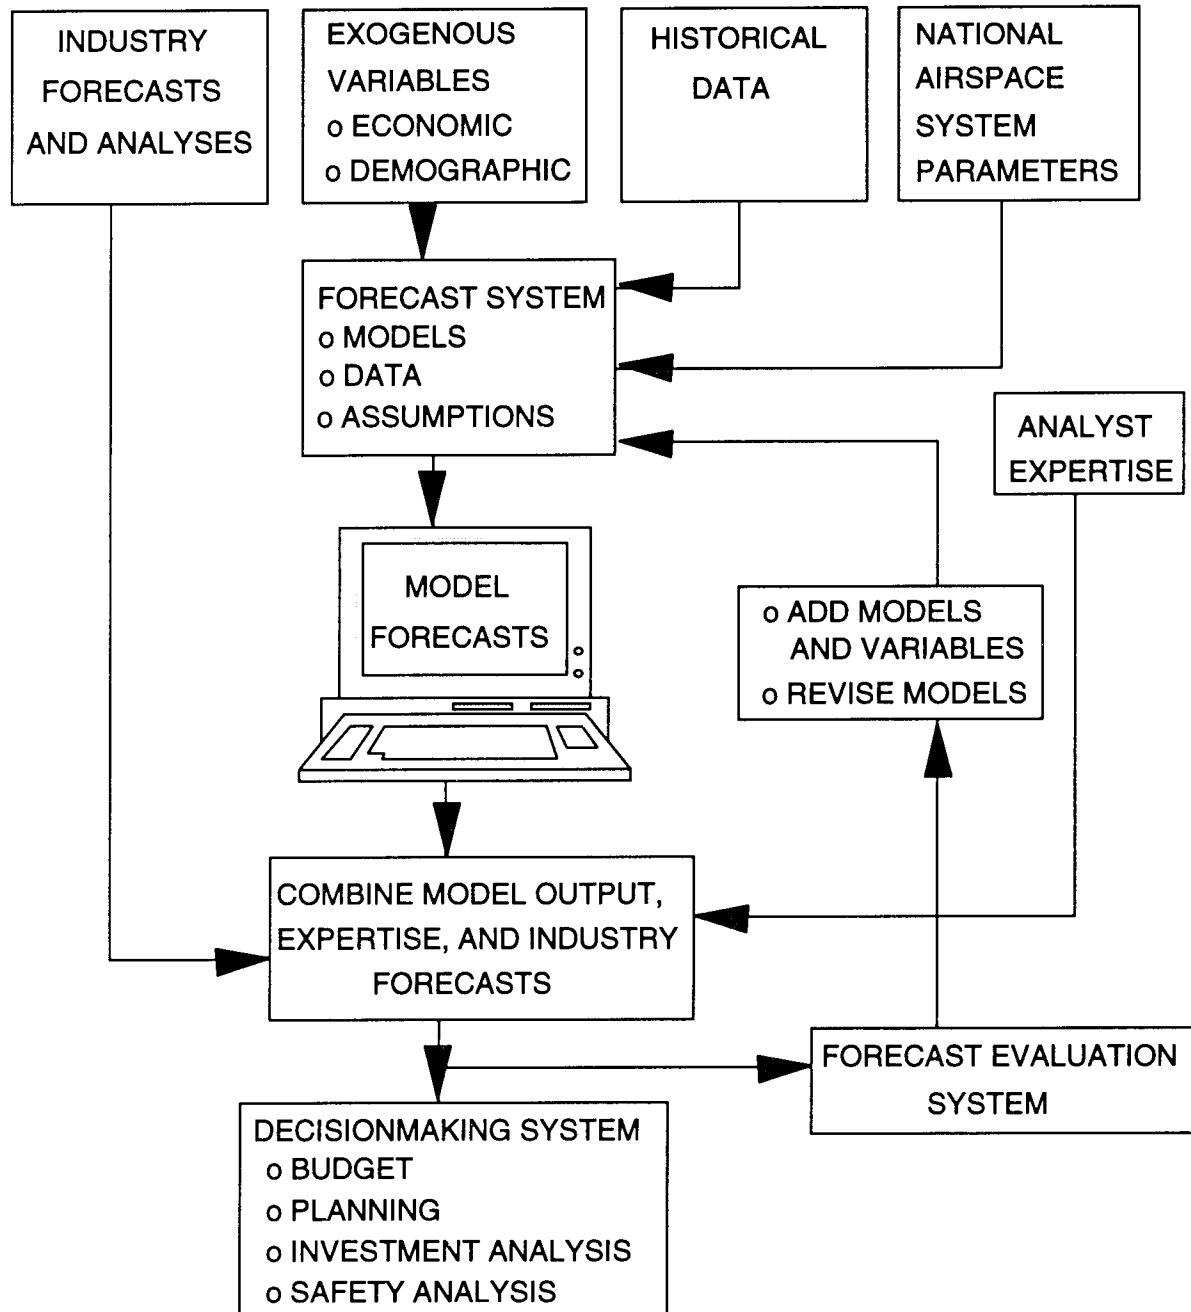 INDUSTRY
FORECASTS
AND ANALYSES
EXOGENOUS
VARIABLES
o ECONOMIC
o DEMOGRAPHIC
HISTORICAL
DATA
NATIONAL
AIRSPACE
SYSTEM
PARAMETERS
FORECAST SYSTEM
o MODELS
o DATA
o ASSUMPTIONS
ANALYST
EXPERTISE
MODEL
FORECASTS
o ADD MODELS
AND VARIABLES
o REVISE MODELS
COMBINE MODEL OUTPUT,
EXPERTISE, AND INDUSTRY
FORECASTS
FORECAST EVALUATION
SYSTEM
DECISIONMAKING SYSTEM
o BUDGET
o PLANNING
o INVESTMENT ANALYSIS
o SAFETY ANALYSIS